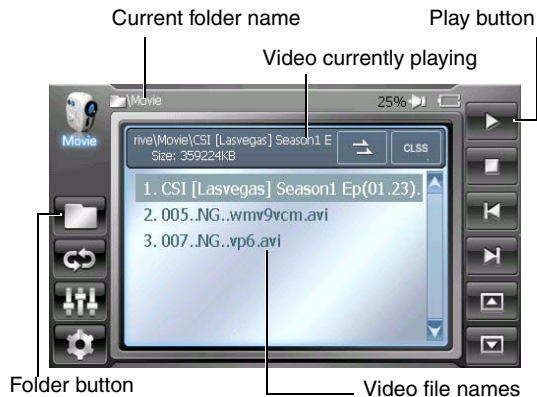 Current folder name
Play button
Video currently playing
\Movie
25%
Movie
rive\Movie\CSI [Lasvegas] Season1 E
Size: 359224KB
CLSS
1. CSI [Lasvegas] Season1 Ep(01.23).
2. 005..NG..wmv9vcm.avi
3. 007..NG..vp6.avi
Folder button
Video file names